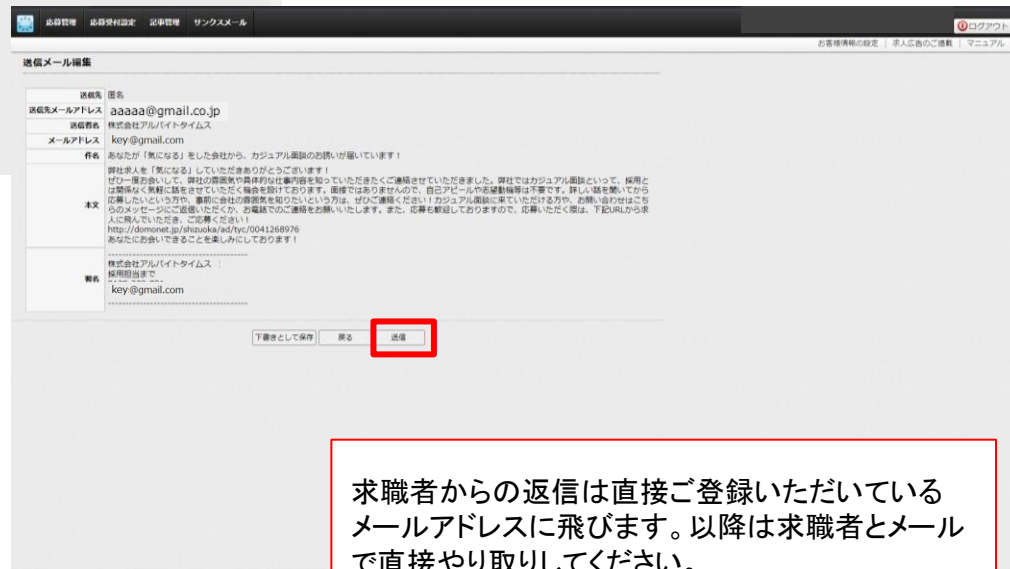 応募管理 応募受付設定 記事管理 サンクスメール
ログアウト
お客様情報の設定 | 求人広告のご掲載 | マニュアル
送信メール編集
送信先 匿名
送信先メールアドレス aaaaa@gmail.co.jp
送信者名 株式会社アルバイトタイムス
メールアドレス key@gmail.com
件名 あなたが「気になる」をした会社から、カジュアル面談のお誘いが届いています!
弊社求人を「気になる」していただきありがとうございます!
ぜひ一度お会いして、弊社の雰囲気や具体的な仕事内容を知っていただきたくご連絡させていただきました。弊社ではカジュアル面談といって、採用と
は関係なく気軽に話をさせていただく機会を設けております。面接ではありませんので、自己アピールや志望動機等は不要です。詳しい話を聞いてから
応募したいという方や、事前に会社の雰囲気を知りたいという方は、ぜひご連絡ください!カジュアル面談に来ていただける方や、お問い合わせはこち
本文 らのメッセージにご返信いただくか、お電話でのご連絡をお願いいたします。また、応募も歓迎しておりますので、応募いただく際は、下記URLから求
人に飛んでいただき、ご応募ください!
http://domonet.jp/shizuoka/ad/tyc/0041268976
あなたにお会いできることを楽しみにしております!
----------------------------------------
株式会社アルバイトタイムス
採用担当まで
署名
key@gmail.com
----------------------------------------
下書きとして保存 戻る 送信
求職者からの返信は直接ご登録いただいている
メールアドレスに飛びます。以降は求職者とメール
で直接やり取りしてください。